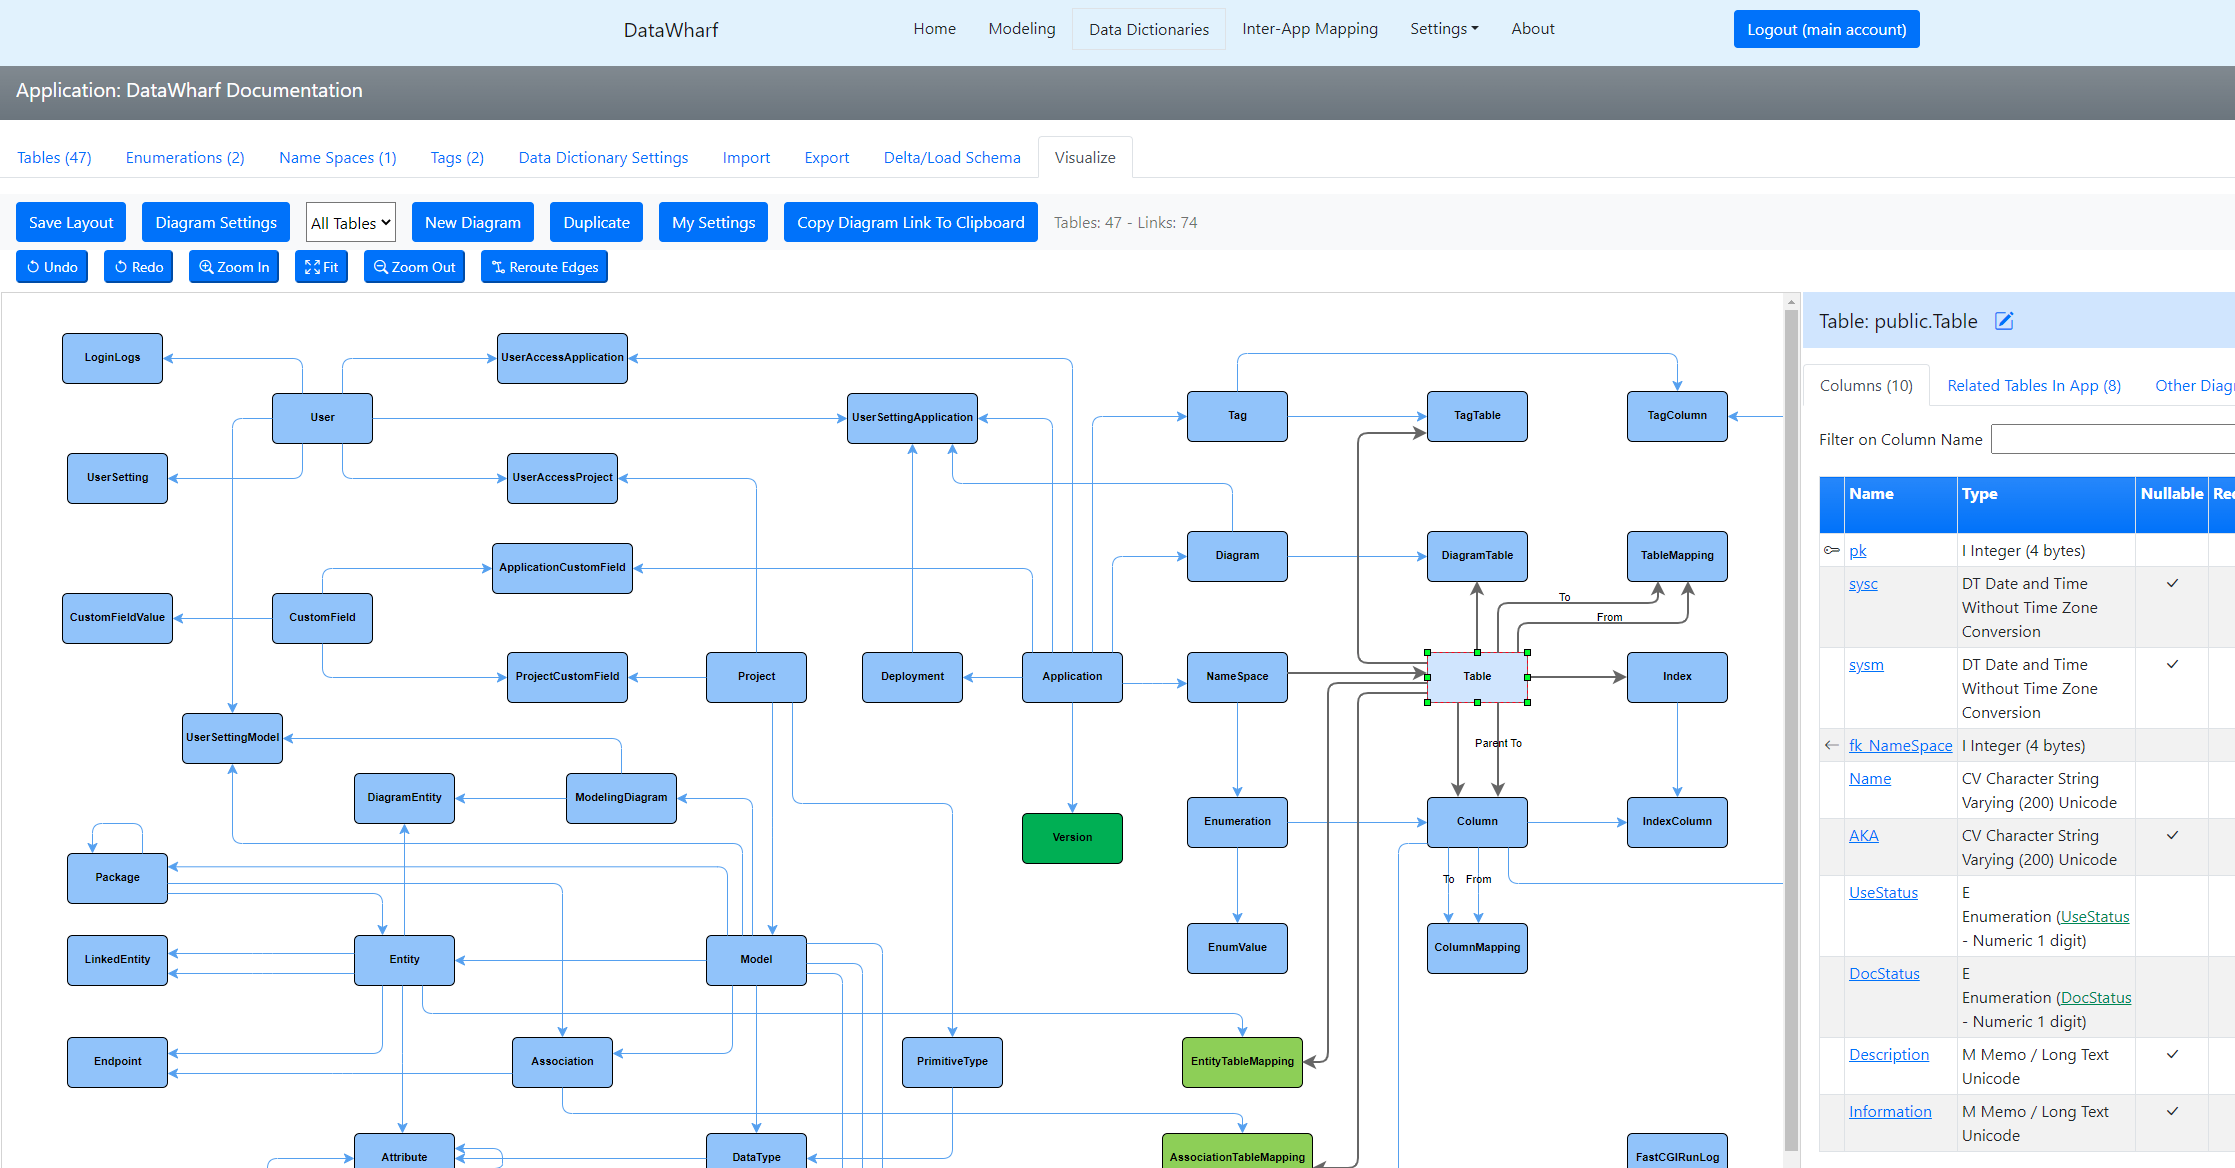 DataWharf
Home Modeling Data Dictionaries Inter-App Mapping Settings About
Logout (main account)
Application: DataWharf Documentation
Tables (47) Enumerations (2) Name Spaces (1) Tags (2) Data Dictionary Settings Import Export Delta/Load Schema Visualize
Save Layout Diagram Settings All Tables New Diagram Duplicate My Settings Copy Diagram Link To Clipboard Tables: 47 - Links: 74
Undo Redo Zoom In Fit Zoom Out Reroute Edges
LoginLogs
UserAccessApplication
User
UserSettingApplication
Tag
TagTable
TagColumn
UserSetting
UserAccessProject
Diagram
DiagramTable
TableMapping
ApplicationCustomField
To
From
CustomFieldValue
CustomField
ProjectCustomField
Project
Deployment
Application
NameSpace
Table
Index
UserSettingModel
Parent To
DiagramEntity
ModelingDiagram
Version
Enumeration
Column
IndexColumn
Package
To From
LinkedEntity
Entity
Model
EnumValue
ColumnMapping
Endpoint
Association
PrimitiveType
EntityTableMapping
Attribute
DataType
AssociationTableMapping
FastCGIRunLog
Table: public.Table
Columns (10) Related Tables In App (8) Other Diagr
Filter on Column Name
Name Type Nullable Req
pk I Integer (4 bytes)
sysc DT Date and Time
Without Time Zone
Conversion
sysm DT Date and Time
Without Time Zone
Conversion
fk_NameSpace I Integer (4 bytes)
Name CV Character String
Varying (200) Unicode
AKA CV Character String
Varying (200) Unicode
UseStatus E
Enumeration (UseStatus
- Numeric 1 digit)
DocStatus E
Enumeration (DocStatus
- Numeric 1 digit)
Description M Memo / Long Text
Unicode
Information M Memo / Long Text
Unicode